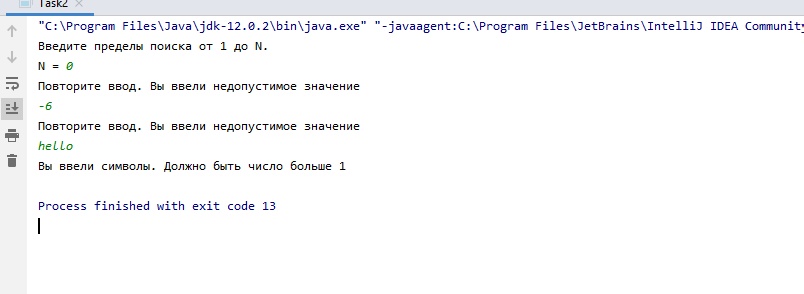 Task2
"C:\Program Files\Java\jdk-12.0.2\bin\java.exe" "-javaagent:C:\Program Files\JetBrains\IntelliJ IDEA Community
Введите пределы поиска от 1 до N.
N = 0
Повторите ввод. Вы ввели недопустимое значение
-6
Повторите ввод. Вы ввели недопустимое значение
hello
Вы ввели символы. Должно быть число больше 1
Process finished with exit code 13